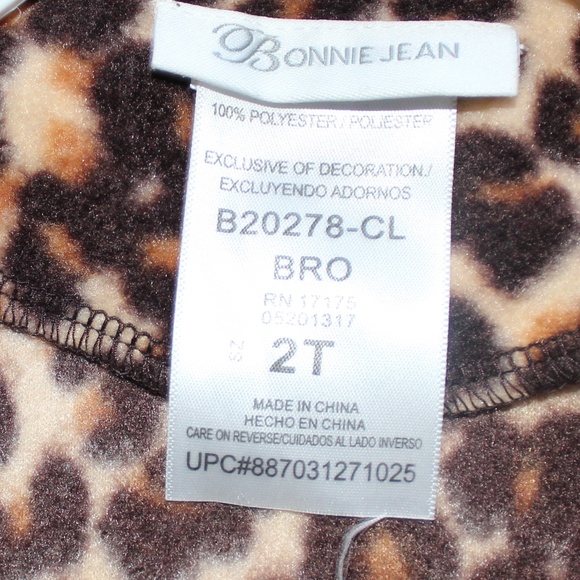 BONNIE JEAN
100% POLYESTER / POLIESTER
EXCLUSIVE OF DECORATION./
EXCLUYENDO ADORNOS
B20278-CL
BRO
RN 17175
05201317
23 2T
MADE IN CHINA
HECHO EN CHINA
CARE ON REVERSE/CUIDADOS AL LADO INVERSO
UPC#887031271025